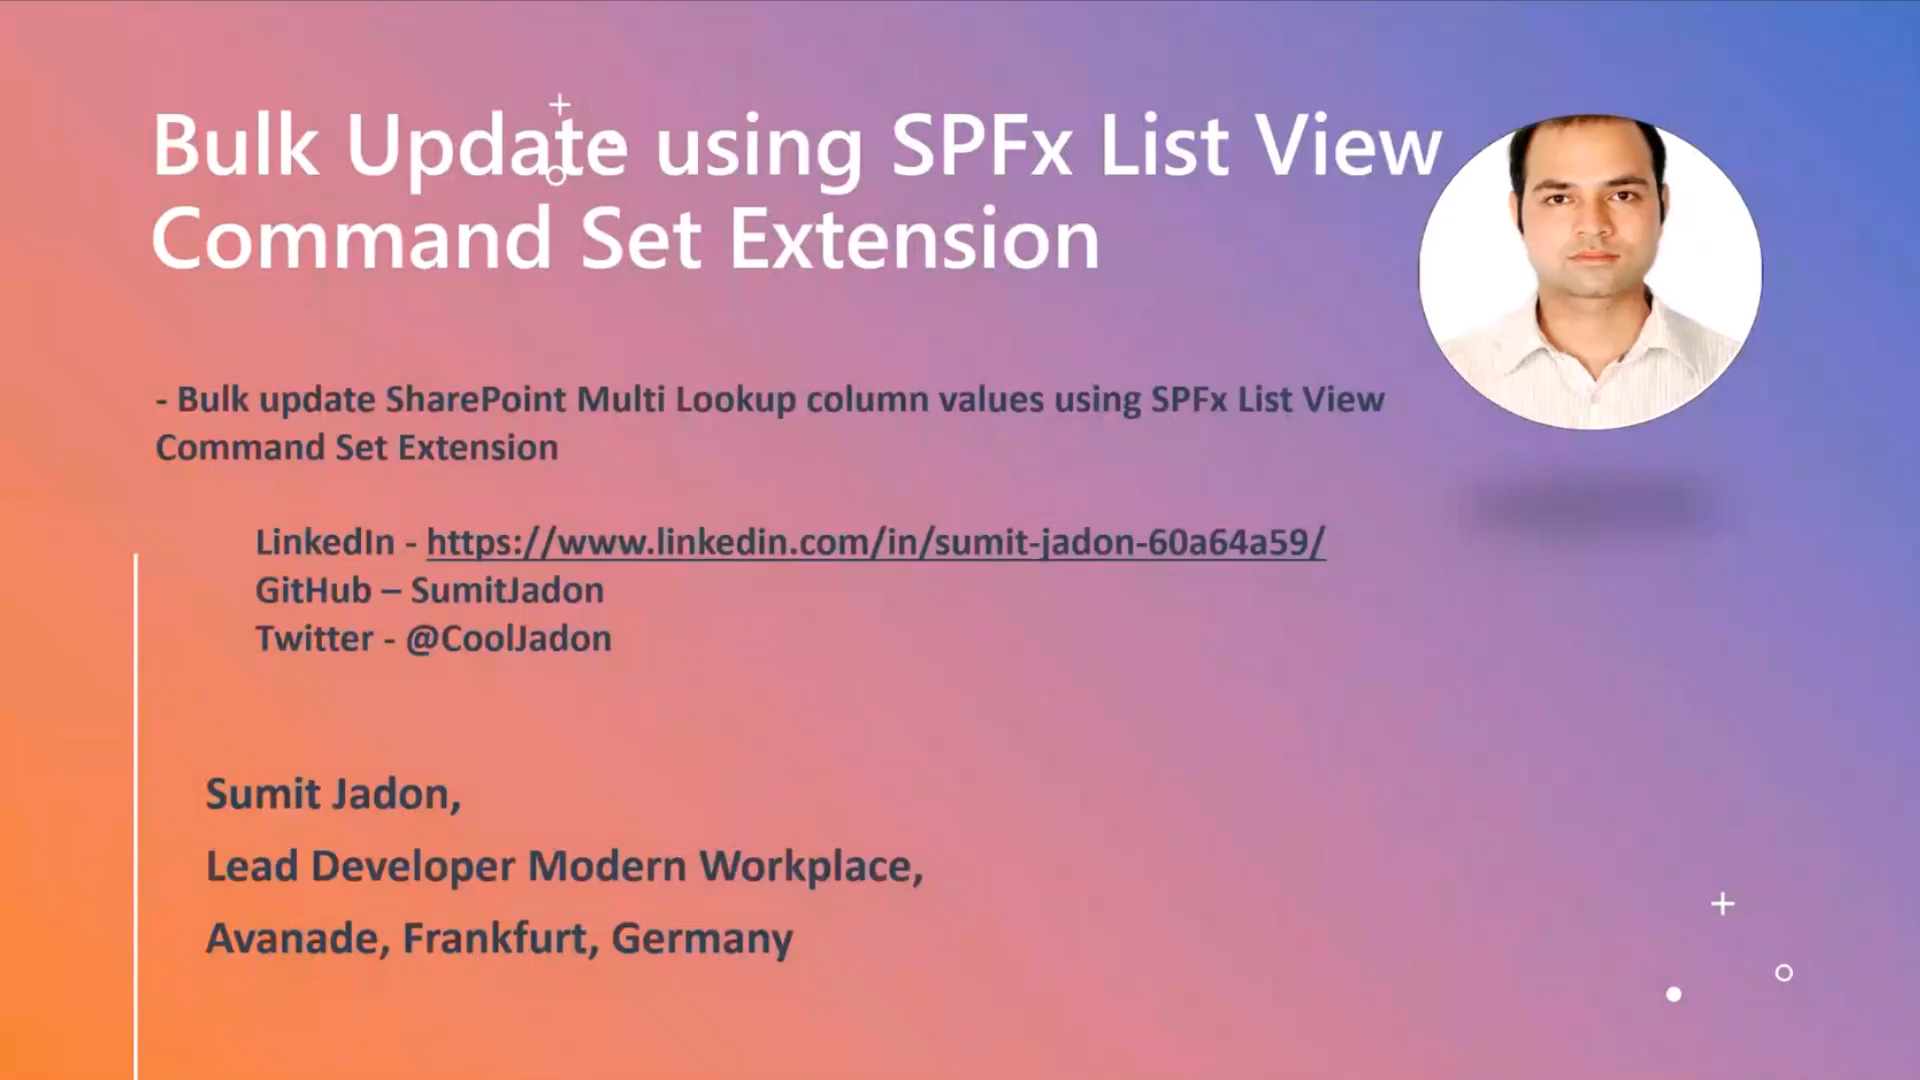 Bulk Update using SPFx List View
Command Set Extension
- Bulk update SharePoint Multi Lookup column values using SPFx List View
Command Set Extension
LinkedIn - https://www.linkedin.com/in/sumit-jadon-60a64a59/
GitHub – SumitJadon
Twitter - @CoolJadon
Sumit Jadon,
Lead Developer Modern Workplace,
Avanade, Frankfurt, Germany